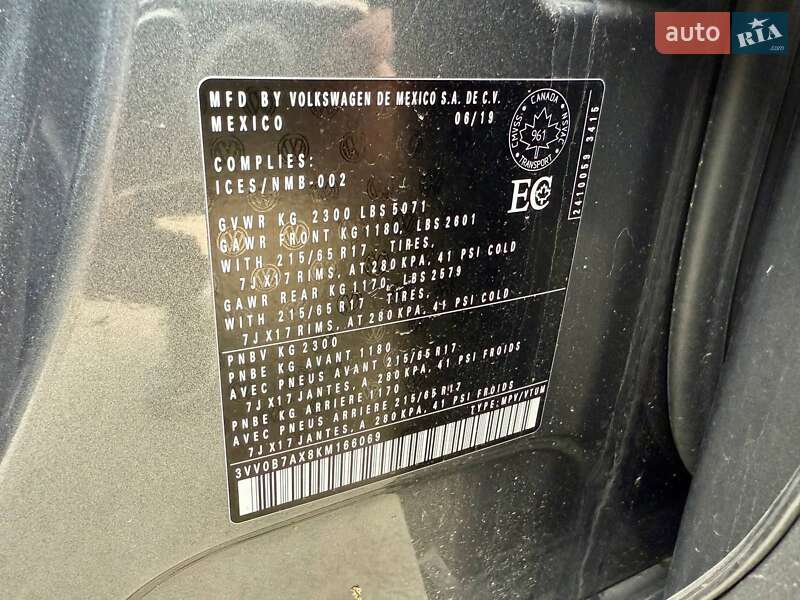 auto RIA .com
MFD BY VOLKSWAGEN DE MEXICO S.A. DE C.V.
MEXICO 06/19
CANADA
CMVSS NSVAC
961
TRANSPORT
COMPLIES:
ICES/NMB-002
EC
2410059 3415
GVWR KG 2300 LBS 5071
GAWR FRONT KG 1180, LBS 2601
WITH 215/65 R17 - TIRES,
7J X17 RIMS, AT 280 KPA, 41 PSI COLD
GAWR REAR KG 1170, LBS 2579
WITH 215/65 R17 - TIRES,
7J X17 RIMS, AT 280 KPA, 41 PSI COLD
PNBV KG 2300
PNBE KG AVANT 1180
AVEC PNEUS AVANT 215/65 R17
7J X17 JANTES, A 280 KPA, 41 PSI FROIDS
PNBE KG ARRIERE 1170
AVEC PNEUS ARRIERE 215/65 R17
7J X17 JANTES, A 280 KPA, 41 PSI FROIDS
3VV0B7AX8KM166069 TYPE: MPV/VTUM